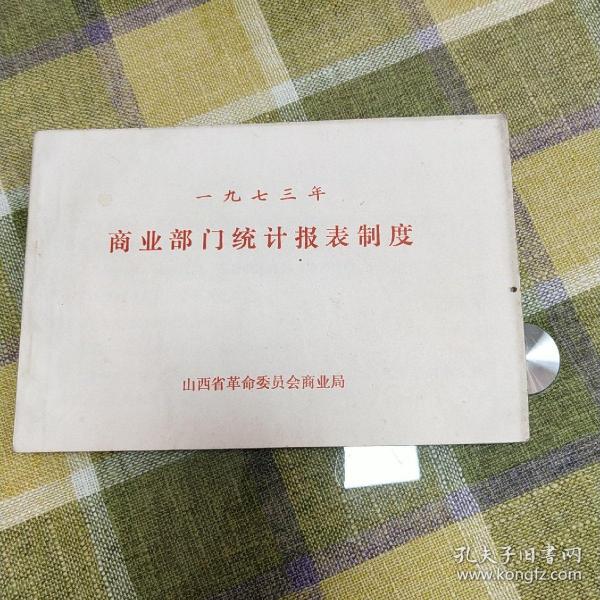 一九七三年
商业部门统计报表制度
山西省革命委员会商业局
孔夫子旧书网
www.kongfz.com